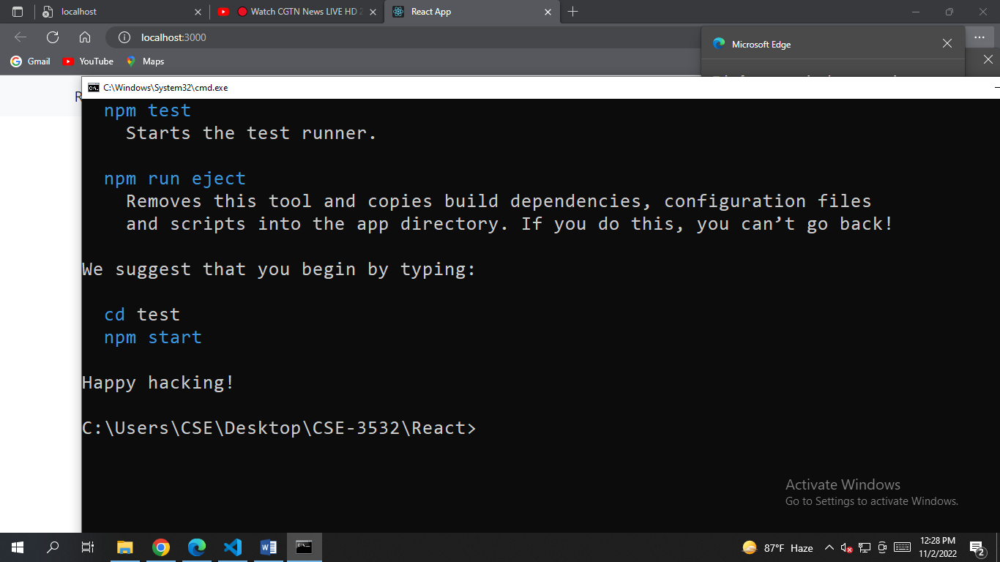 localhost
Watch CGTN News LIVE HD 2
React App
localhost:3000
Microsoft Edge
Gmail
YouTube
Maps
C:\Windows\System32\cmd.exe
npm test
Starts the test runner.
npm run eject
Removes this tool and copies build dependencies, configuration files
and scripts into the app directory. If you do this, you can’t go back!
We suggest that you begin by typing:
cd test
npm start
Happy hacking!
C:\Users\CSE\Desktop\CSE-3532\React>
Activate Windows
Go to Settings to activate Windows.
87°F Haze
12:28 PM
11/2/2022
2